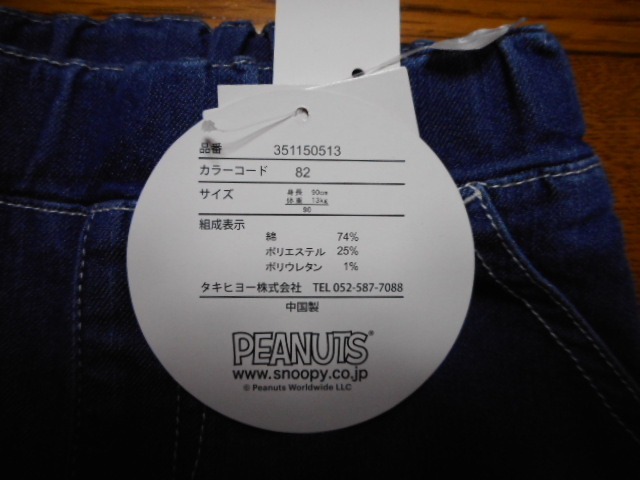 品番 351150513
カラーコード 82
サイズ 身長 90cm
体重 13kg
90
組成表示
綿 74%
ポリエステル 25%
ポリウレタン 1%
タキヒヨー株式会社 TEL 052-587-7088
中国製
PEANUTS®
www.snoopy.co.jp
© Peanuts Worldwide LLC